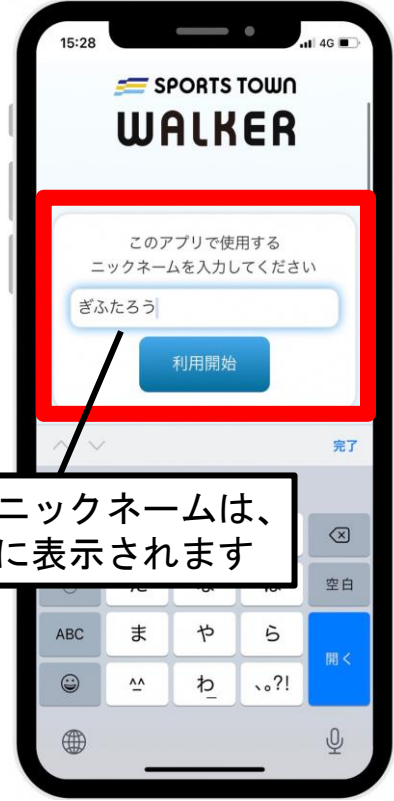 15:28
4G
SPORTS TOWN
WALKER
このアプリで使用する
ニックネームを入力してください
ぎふたろう
利用開始
完了
ニックネームは、
に表示されます
空白
ABC
ま
や
ら
開く
^^
わ_
、。?!